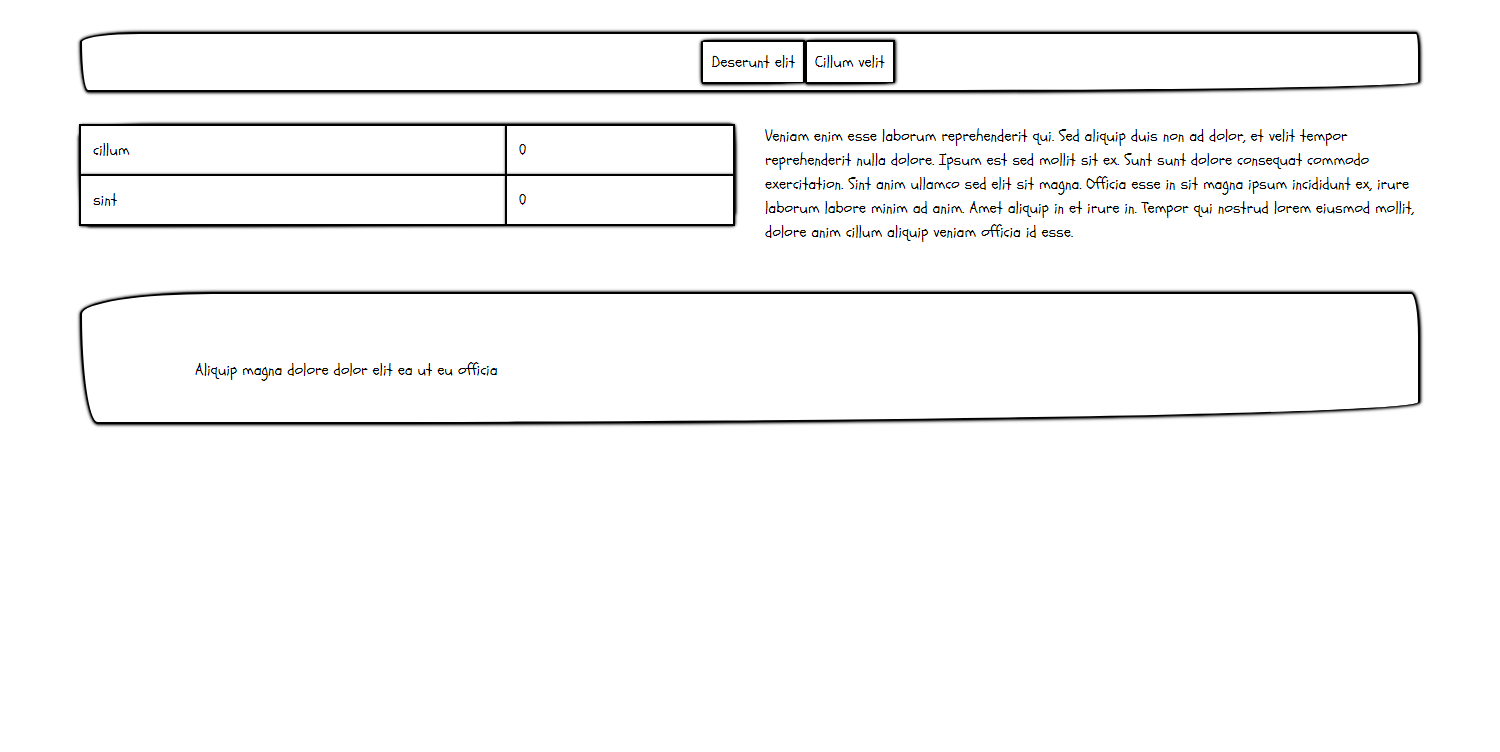 Deserunt elit
Cillum velit
cillum 0
sint 0
Veniam enim esse laborum reprehenderit qui. Sed aliquip duis non ad dolor, et velit tempor
reprehenderit nulla dolore. Ipsum est sed mollit sit ex. Sunt sunt dolore consequat commodo
exercitation. Sint anim ullamco sed elit sit magna. Officia esse in sit magna ipsum incididunt ex, irure
laborum labore minim ad anim. Amet aliquip in et irure in. Tempor qui nostrud lorem eiusmod mollit,
dolore anim cillum aliquip veniam officia id esse.
Aliquip magna dolore dolor elit ea ut eu officia